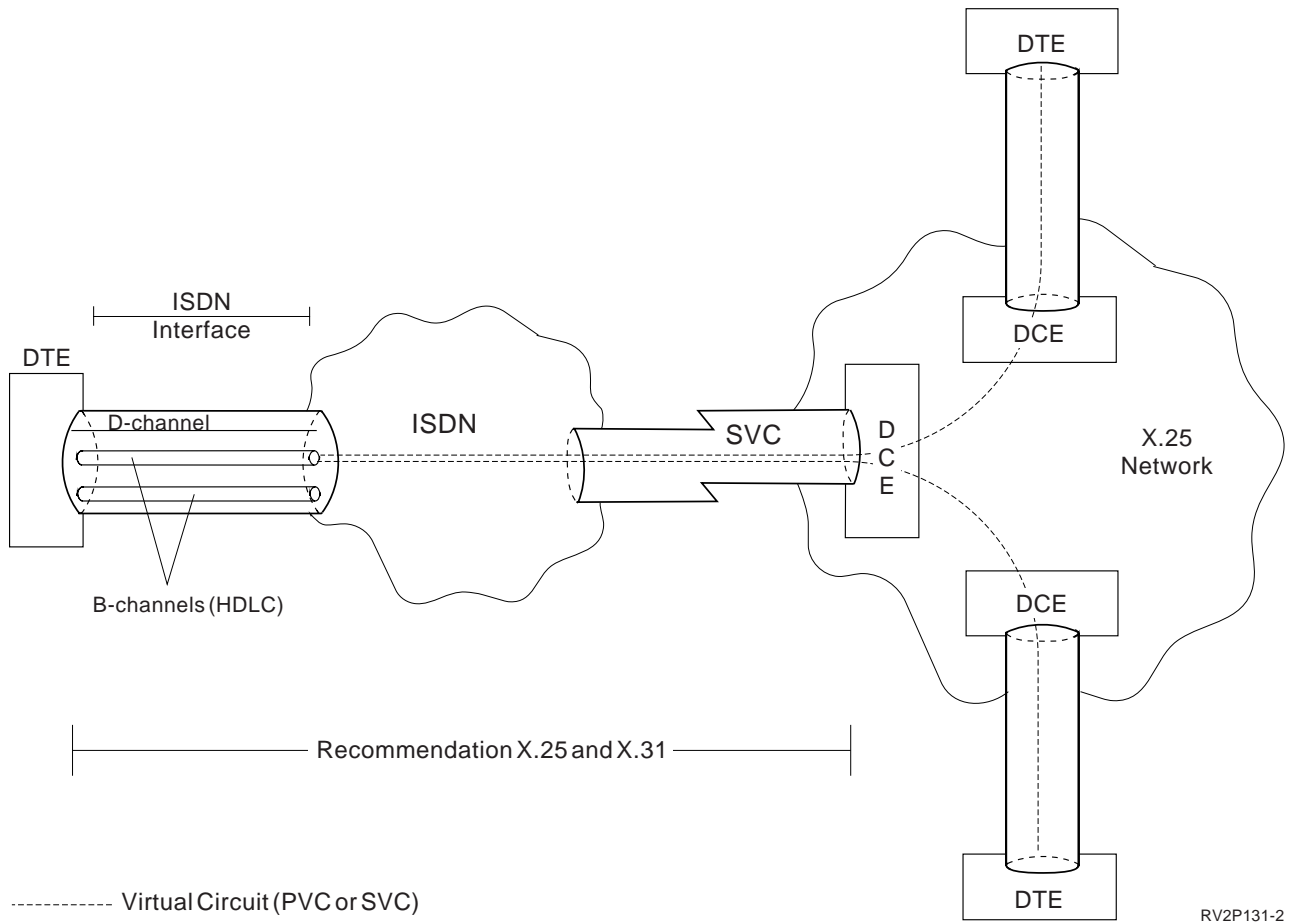 DTE
ISDN
Interface
DTE
DCE
D-channel
ISDN
SVC
D
C
E
X.25
Network
B-channels (HDLC)
DCE
Recommendation X.25 and X.31
DTE
Virtual Circuit (PVC or SVC)
RV2P131-2